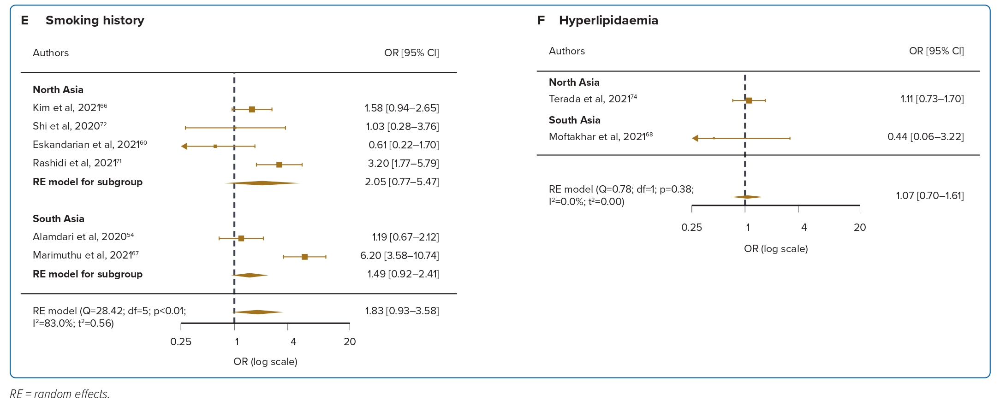 E Smoking history
Authors OR [95% CI]
North Asia
Kim et al, 2021⁶⁶ 1.58 [0.94–2.65]
Shi et al, 2020⁷² 1.03 [0.28–3.76]
Eskandarian et al, 2021⁶⁰ 0.61 [0.22–1.70]
Rashidi et al, 2021⁷¹ 3.20 [1.77–5.79]
RE model for subgroup 2.05 [0.77–5.47]
South Asia
Alamdari et al, 2020⁵⁴ 1.19 [0.67–2.12]
Marimuthu et al, 2021⁶⁷ 6.20 [3.58–10.74]
RE model for subgroup 1.49 [0.92–2.41]
RE model (Q=28.42; df=5; p<0.01; 1.83 [0.93–3.58]
I²=83.0%; t²=0.56)
0.25 1 4 20
OR (log scale)
F Hyperlipidaemia
Authors OR [95% CI]
North Asia
Terada et al, 2021⁷⁴ 1.11 [0.73–1.70]
South Asia
Moftakhar et al, 2021⁶⁸ 0.44 [0.06–3.22]
RE model (Q=0.78; df=1; p=0.38; 1.07 [0.70–1.61]
I²=0.0%; t²=0.00)
0.25 1 4 20
OR (log scale)
RE = random effects.